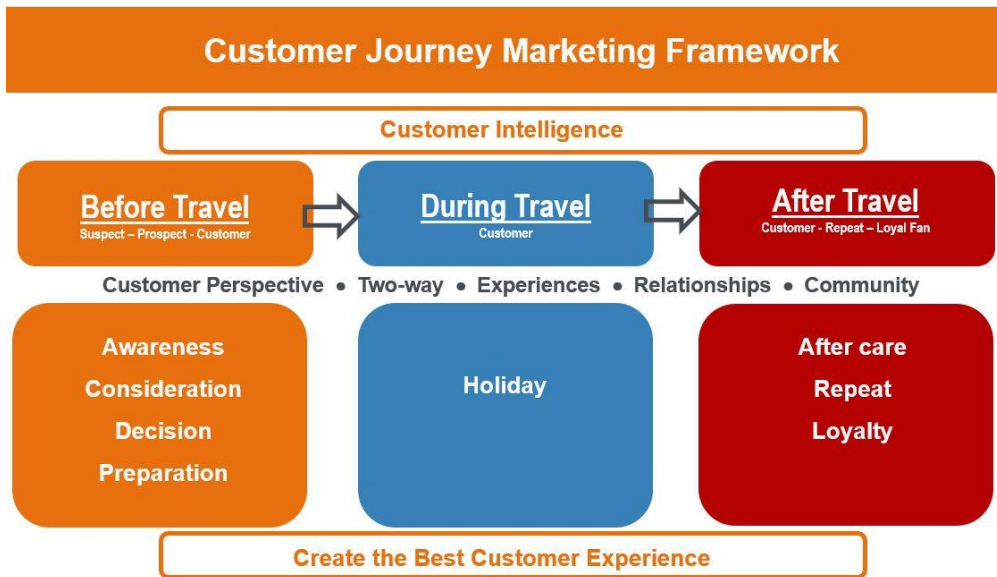 Customer Journey Marketing Framework
Customer Intelligence
Before Travel
Suspect – Prospect - Customer
During Travel
Customer
After Travel
Customer - Repeat – Loyal Fan
Customer Perspective • Two-way • Experiences • Relationships • Community
Awareness
Consideration
Decision
Preparation
Holiday
After care
Repeat
Loyalty
Create the Best Customer Experience